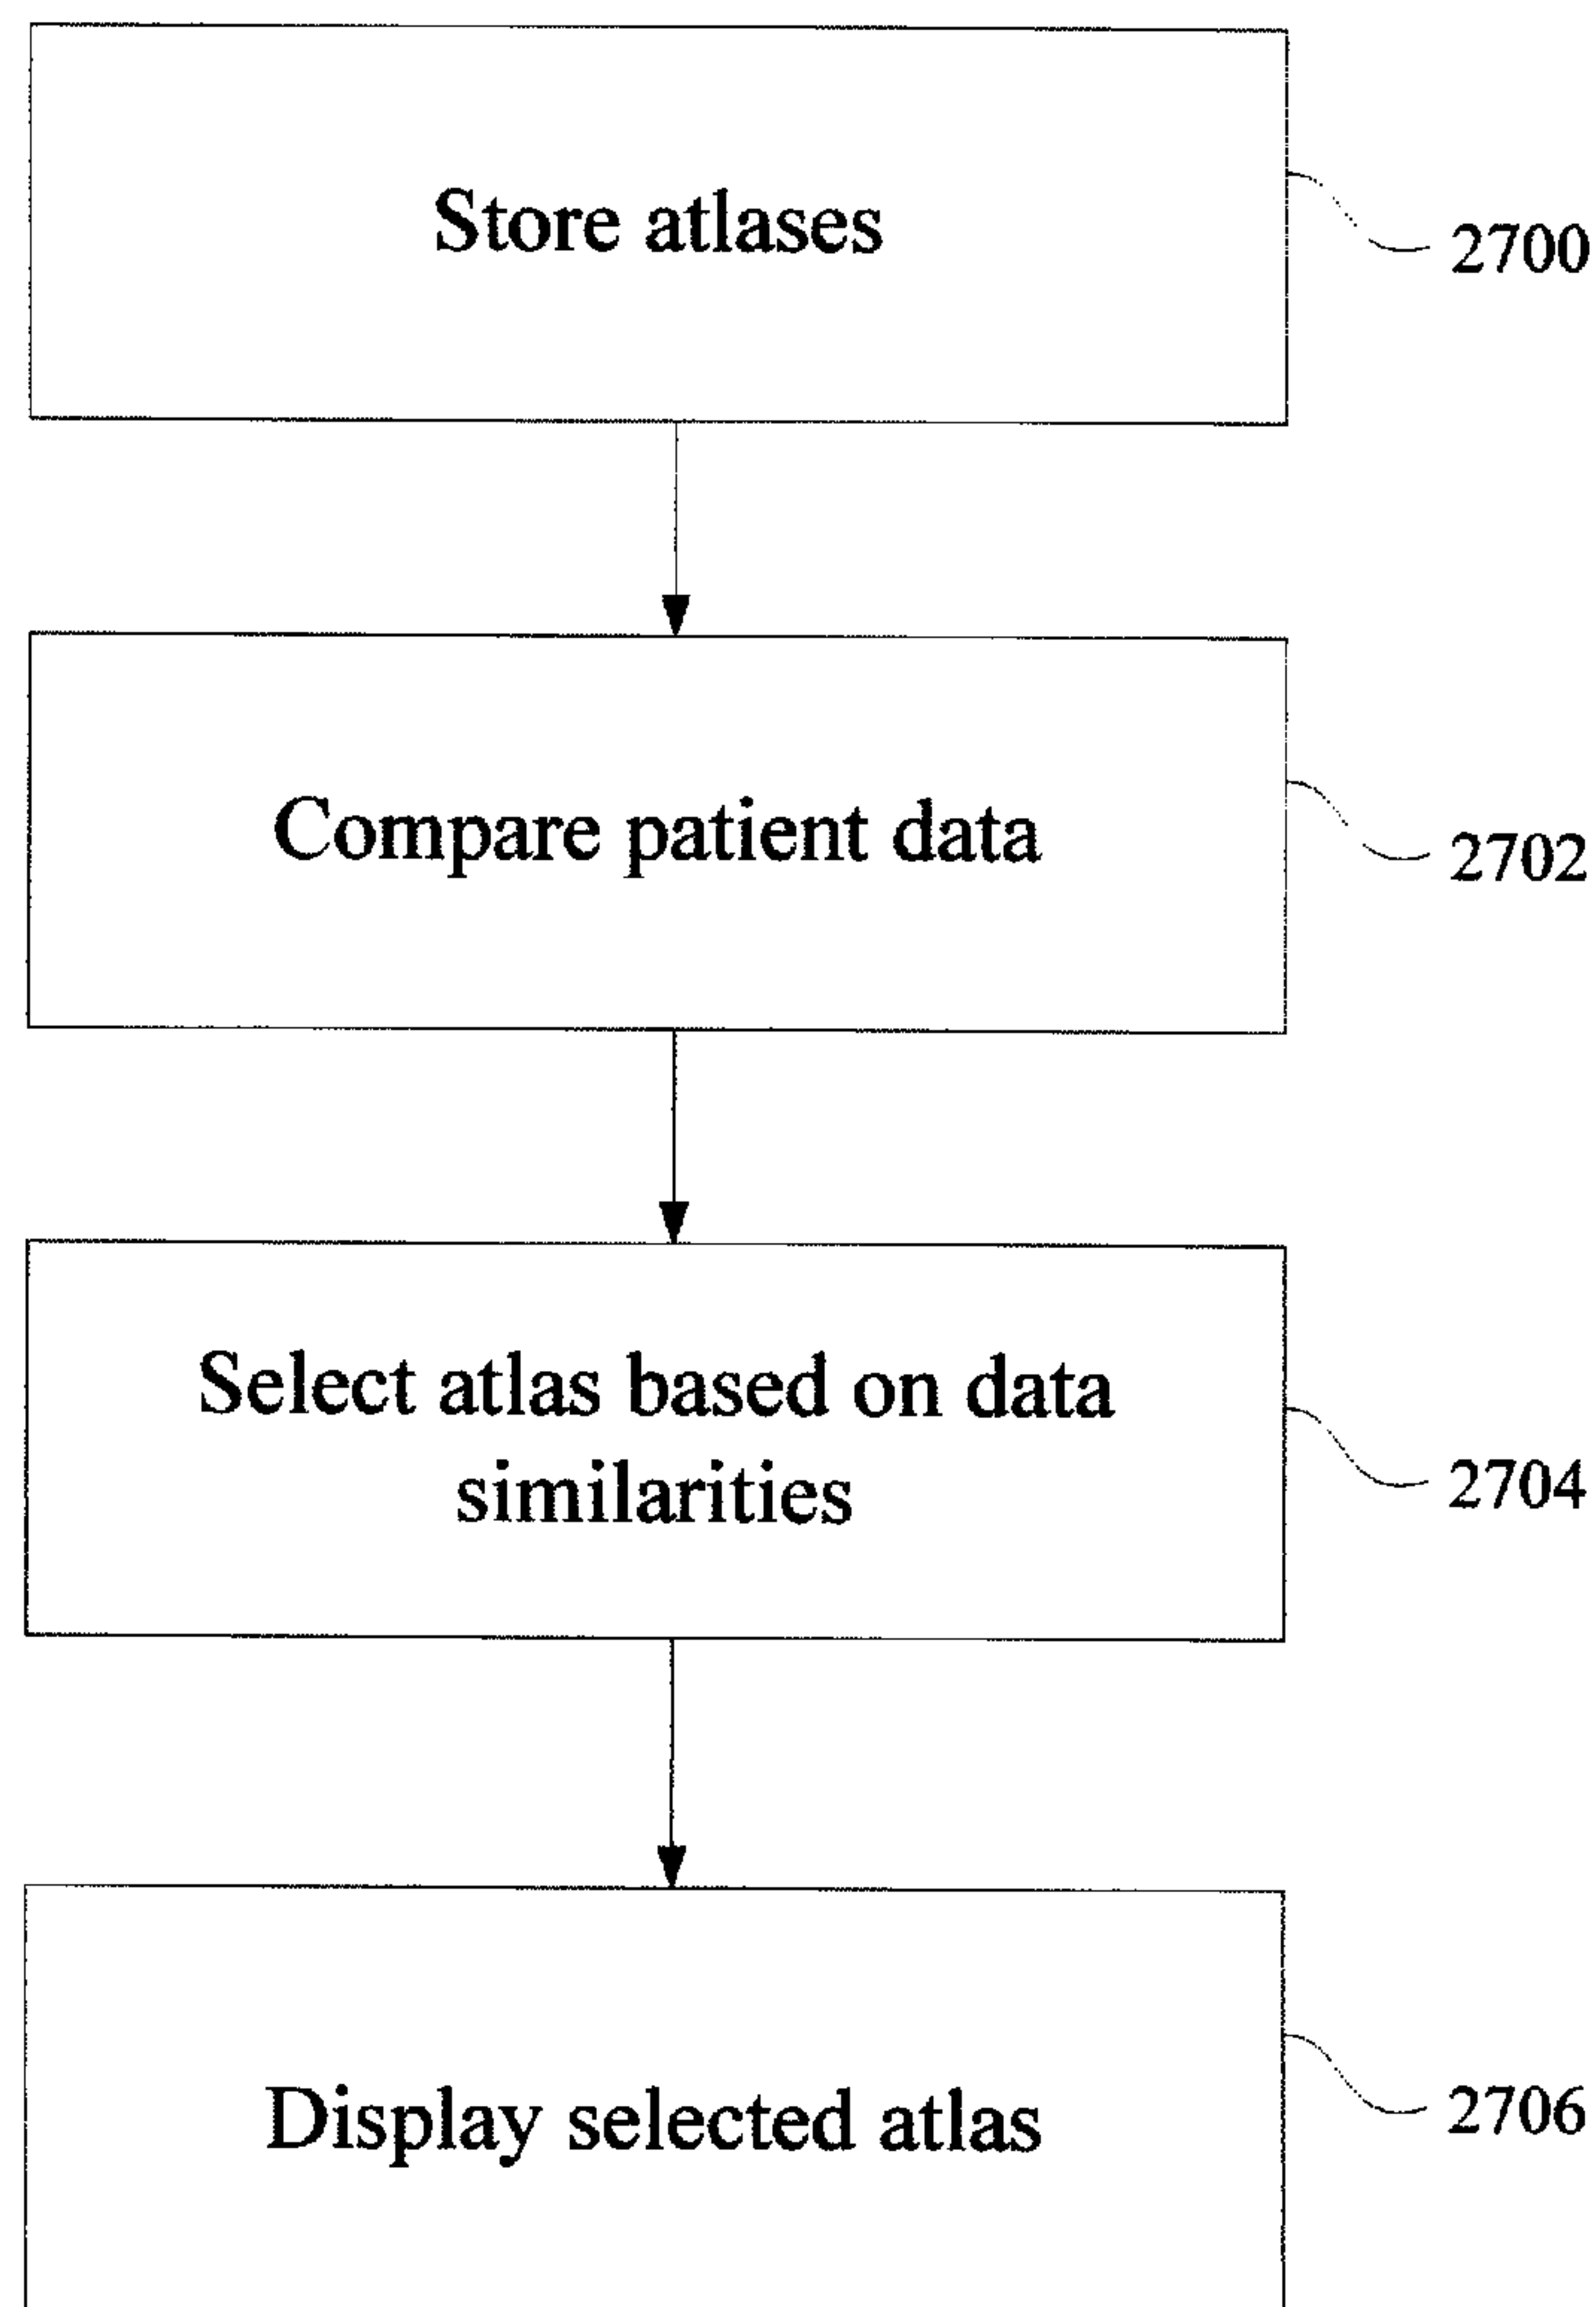 Store atlases
2700
Compare patient data
2702
Select atlas based on data
similarities
2704
Display selected atlas
2706